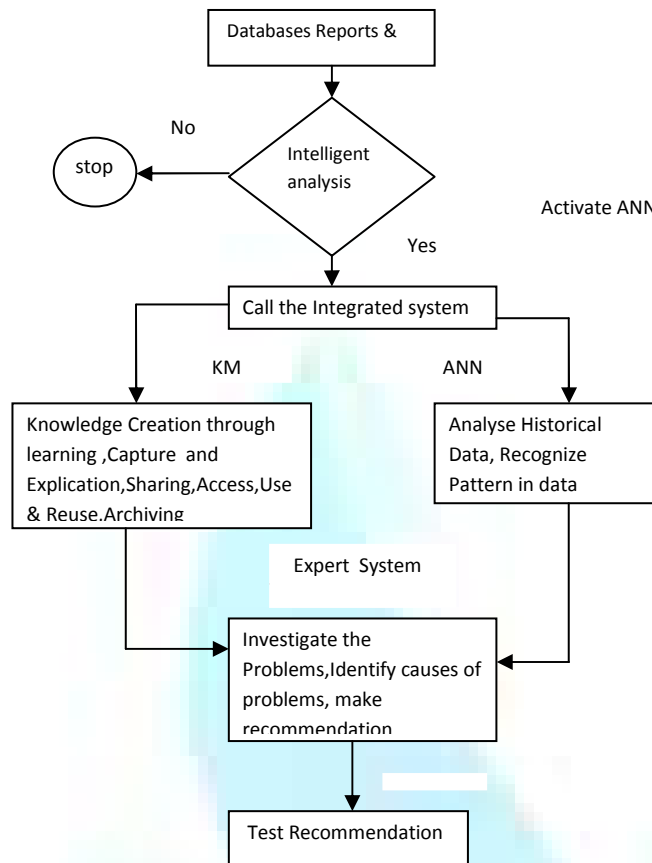 Databases Reports &
No
stop
Intelligent
analysis
Activate ANN
Yes
Call the Integrated system
KM
ANN
Knowledge Creation through
learning ,Capture and
Explication,Sharing,Access,Use
& Reuse.Archiving
Analyse Historical
Data, Recognize
Pattern in data
Expert System
Investigate the
Problems,Identify causes of
problems, make
recommendation
Test Recommendation